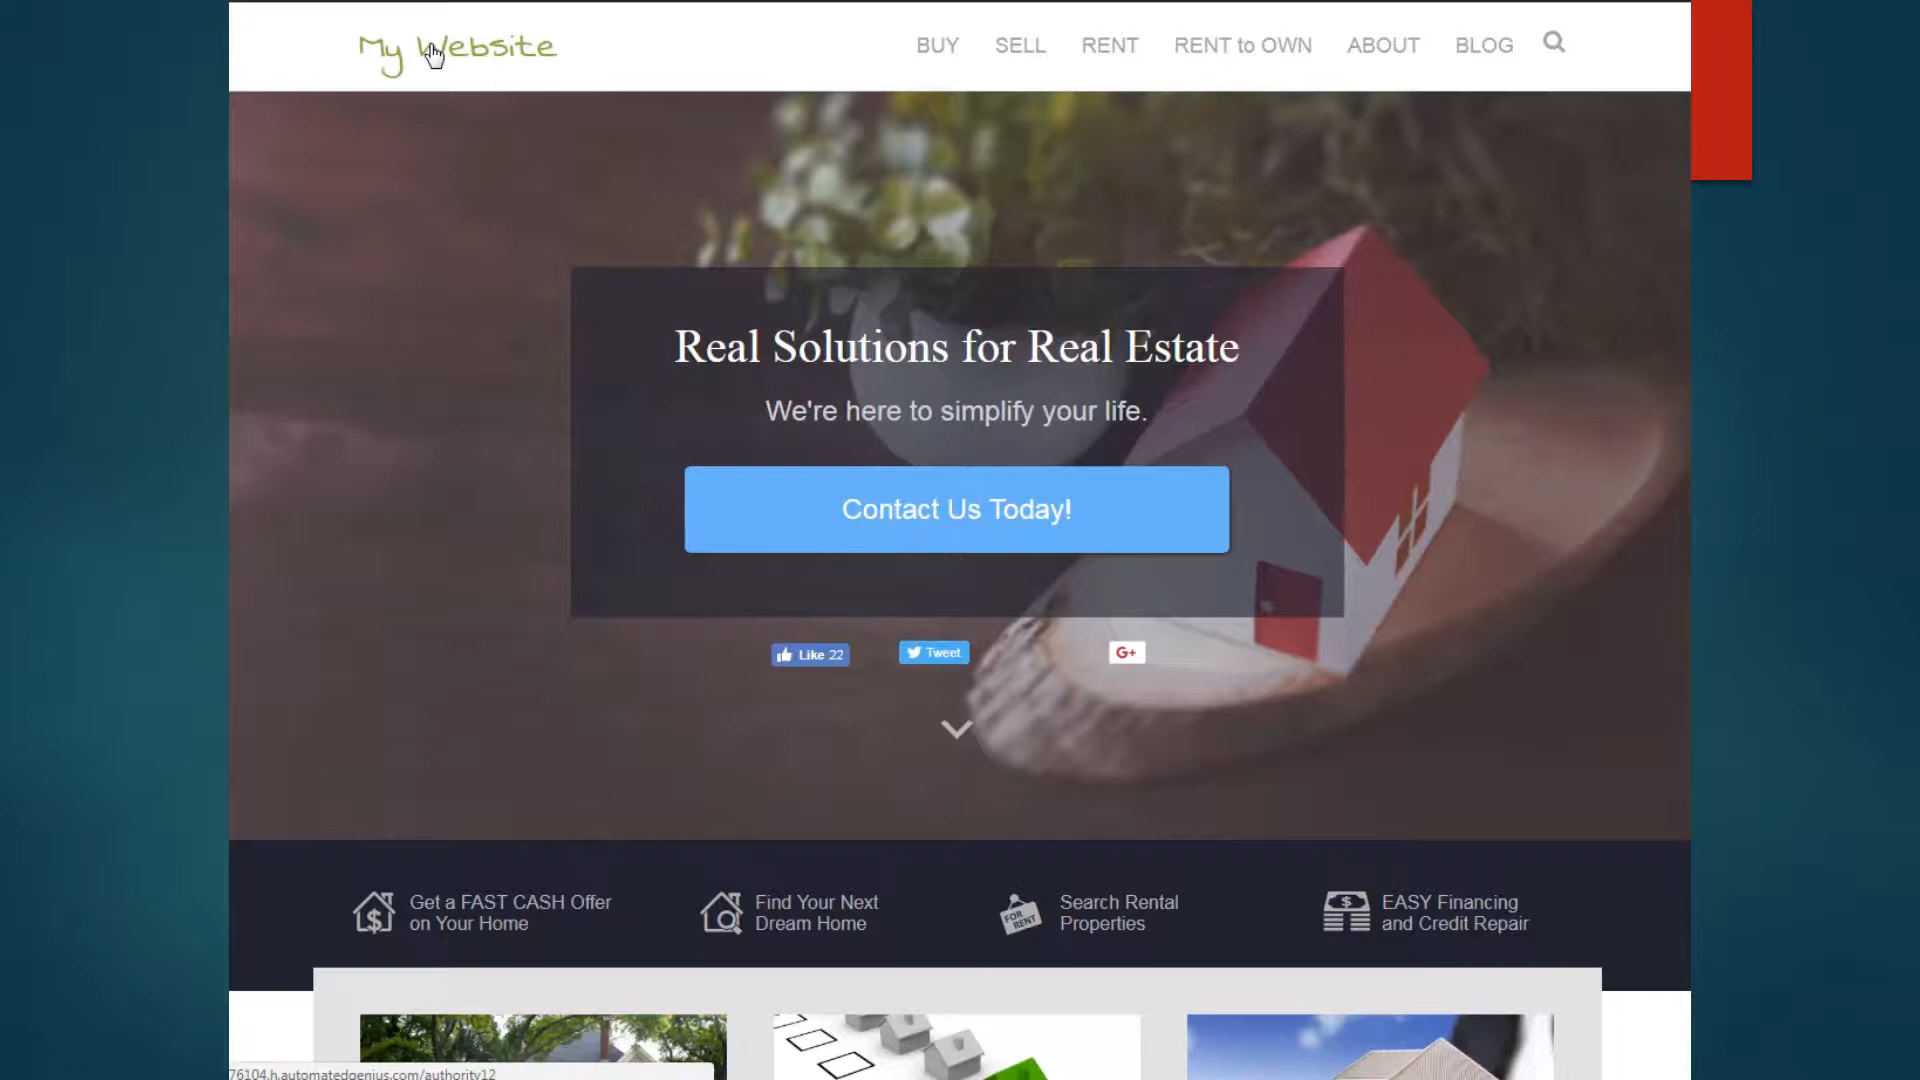 My Website
BUY SELL RENT RENT to OWN ABOUT BLOG
Real Solutions for Real Estate
We're here to simplify your life.
Contact Us Today!
Like 22 Tweet G+
Get a FAST CASH Offer
on Your Home
Find Your Next
Dream Home
FOR
RENT
Search Rental
Properties
EASY Financing
and Credit Repair
76104.h.automatedgenius.com/authority12